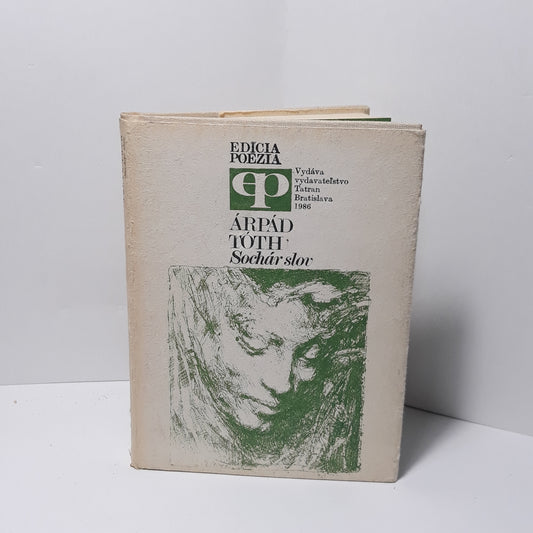 EDÍCIA
POÉZIA
ep
Vydáva
vydavateľstvo
Tatran
Bratislava
1986
ÁRPÁD
TÓTH
Sochár slov